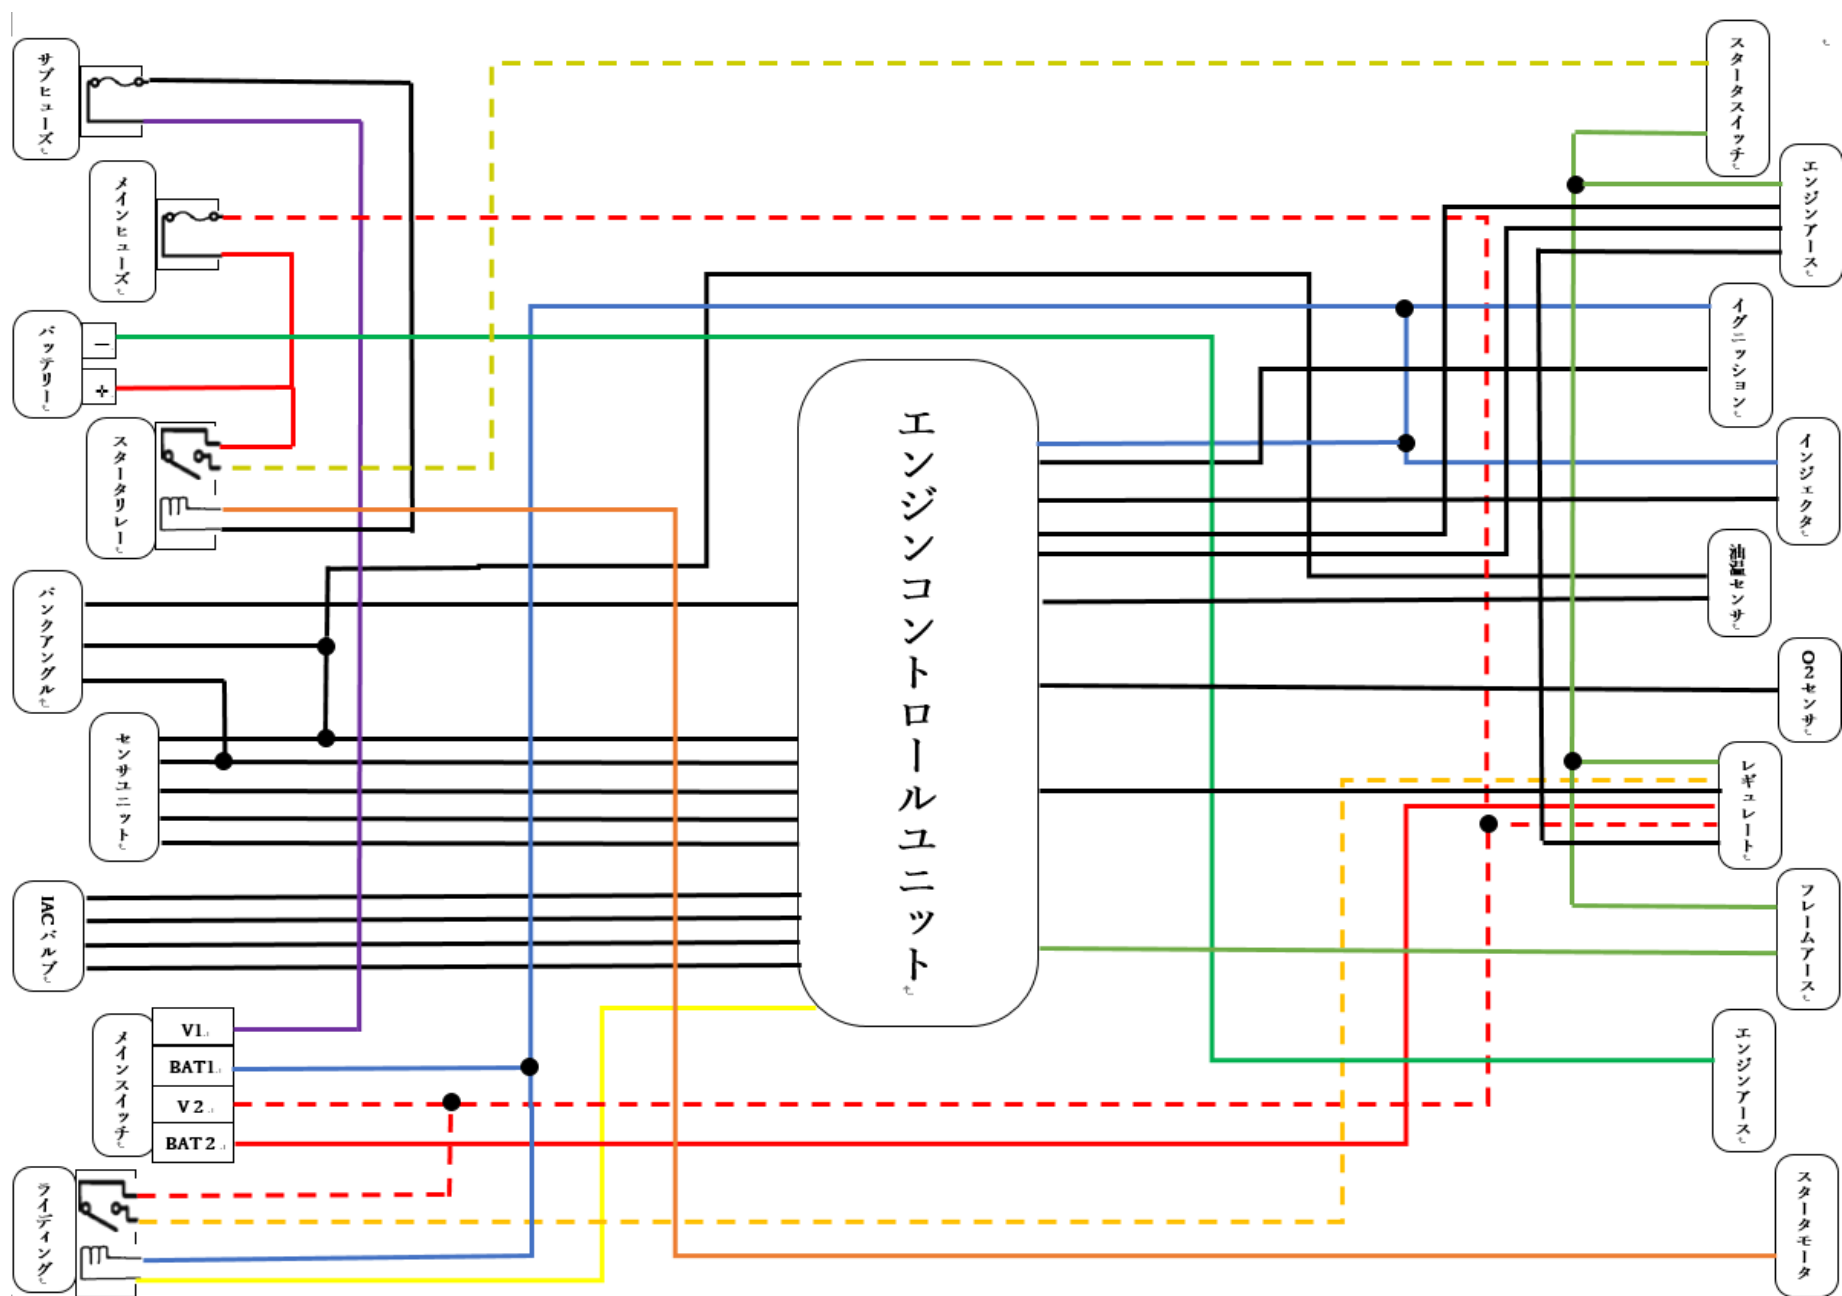 サブヒューズ
メインヒューズ
バッテリー
－
＋
スタータリレー
バンクアングル
センサユニット
IACバルブ
メインスイッチ
V1
BAT1
V2
BAT2
ライティング
エンジンコントロールユニット
スタータスイッチ
エンジンアース
イグニッション
インジェクタ
油温センサ
O2センサ
レギュレート
フレームアース
エンジンアース
スタータモータ